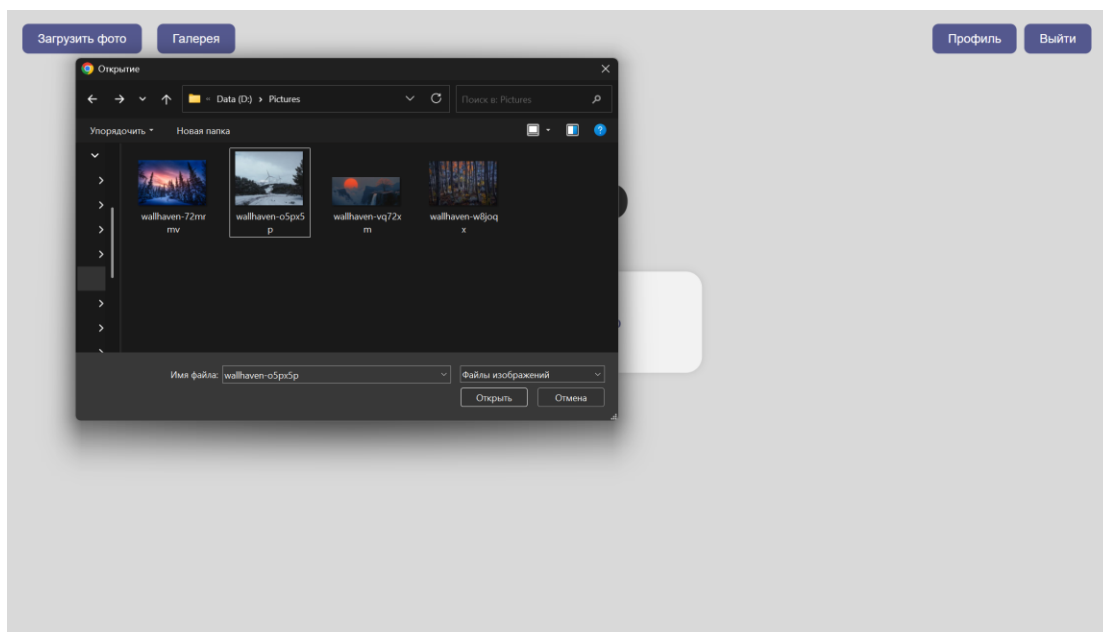 Загрузить фото
Галерея
Профиль
Выйти
Открытие
« Data (D:) › Pictures
Поиск в: Pictures
Упорядочить
Новая папка
wallhaven-72mr
mv
wallhaven-o5px5
p
wallhaven-vq72x
m
wallhaven-w8joq
x
Имя файла: wallhaven-o5px5p
Файлы изображений
Открыть
Отмена